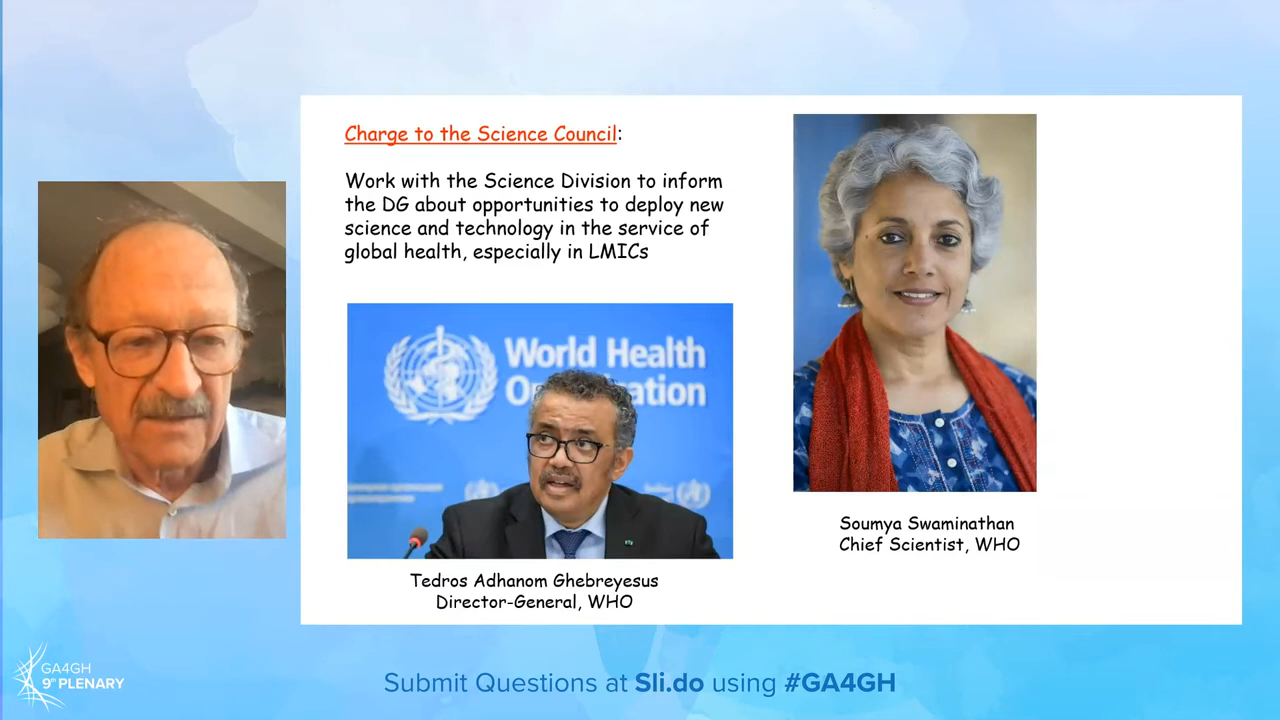 Charge to the Science Council:
Work with the Science Division to inform
the DG about opportunities to deploy new
science and technology in the service of
global health, especially in LMICs
World Health
Tedros Adhanom Ghebreyesus
Director-General, WHO
Soumya Swaminathan
Chief Scientist, WHO
GA4GH
9th PLENARY
Submit Questions at Sli.do using #GA4GH